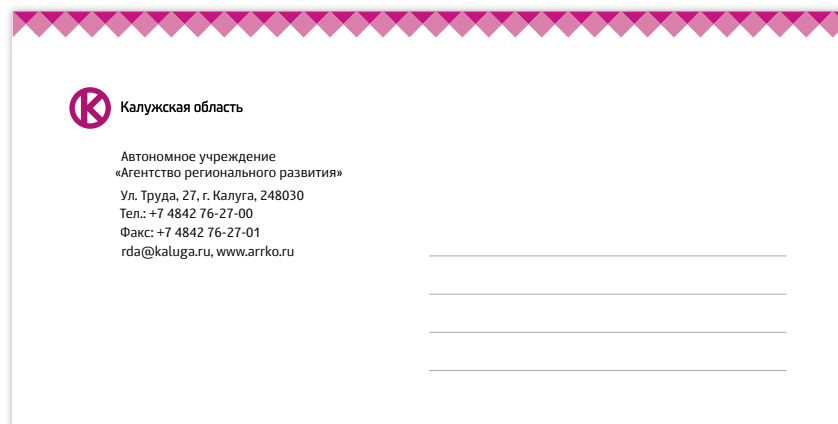 Калужская область
Автономное учреждение
«Агентство регионального развития»
Ул. Труда, 27, г. Калуга, 248030
Тел.: +7 4842 76-27-00
Факс: +7 4842 76-27-01
rda@kaluga.ru, www.arrko.ru